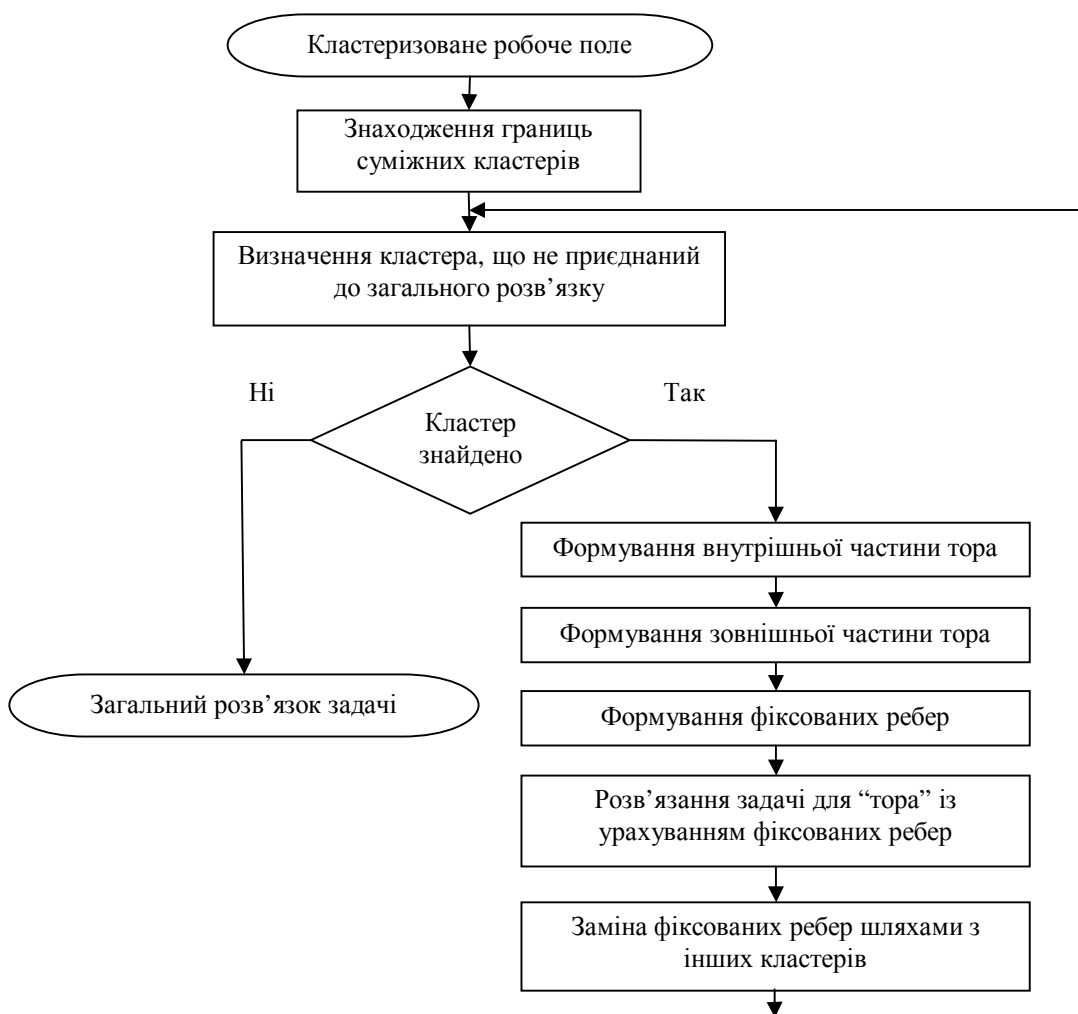 Кластеризоване робоче поле
Знаходження границь
суміжних кластерів
Визначення кластера, що не приєднаний
до загального розв’язку
Ні
Так
Кластер
знайдено
Формування внутрішньої частини тора
Формування зовнішньої частини тора
Загальний розв’язок задачі
Формування фіксованих ребер
Розв’язання задачі для “тора” із
урахуванням фіксованих ребер
Заміна фіксованих ребер шляхами з
інших кластерів